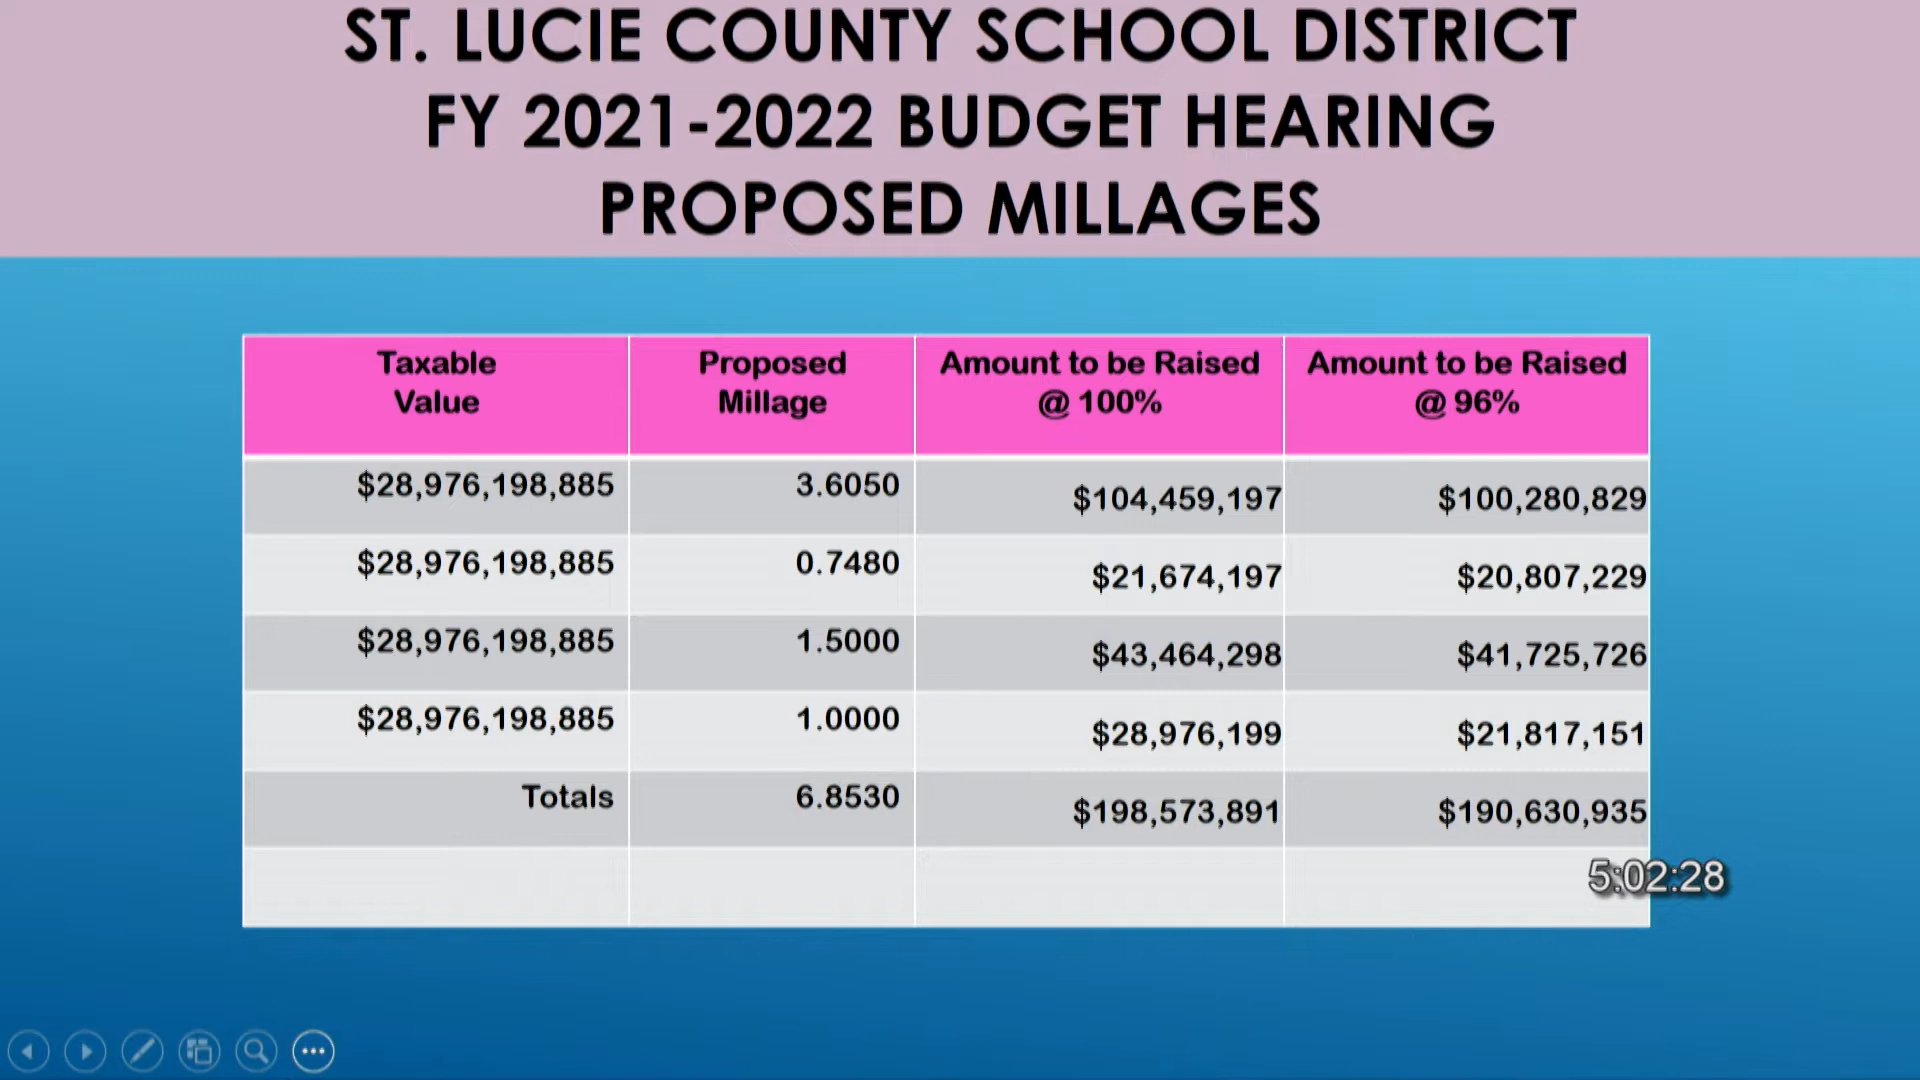 ST. LUCIE COUNTY SCHOOL DISTRICT
FY 2021-2022 BUDGET HEARING
PROPOSED MILLAGES
Taxable Value Proposed Millage Amount to be Raised @ 100% Amount to be Raised @ 96%
$28,976,198,885 3.6050 $104,459,197 $100,280,829
$28,976,198,885 0.7480 $21,674,197 $20,807,229
$28,976,198,885 1.5000 $43,464,298 $41,725,726
$28,976,198,885 1.0000 $28,976,199 $21,817,151
Totals 6.8530 $198,573,891 $190,630,935
5:02:28